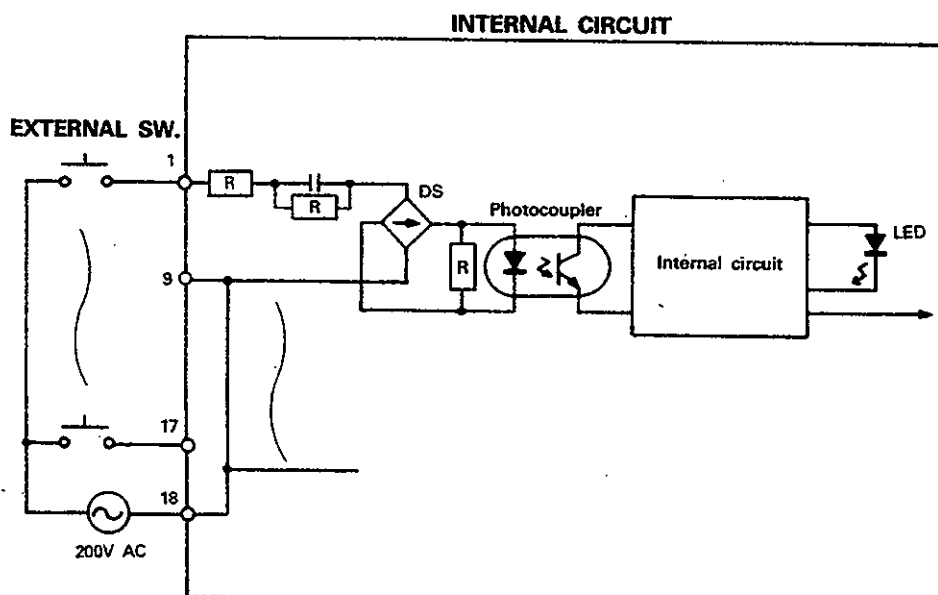 INTERNAL CIRCUIT
EXTERNAL SW.
1
R
R
DS
Photocoupler
LED
R
Internal circuit
9
17
18
200V AC